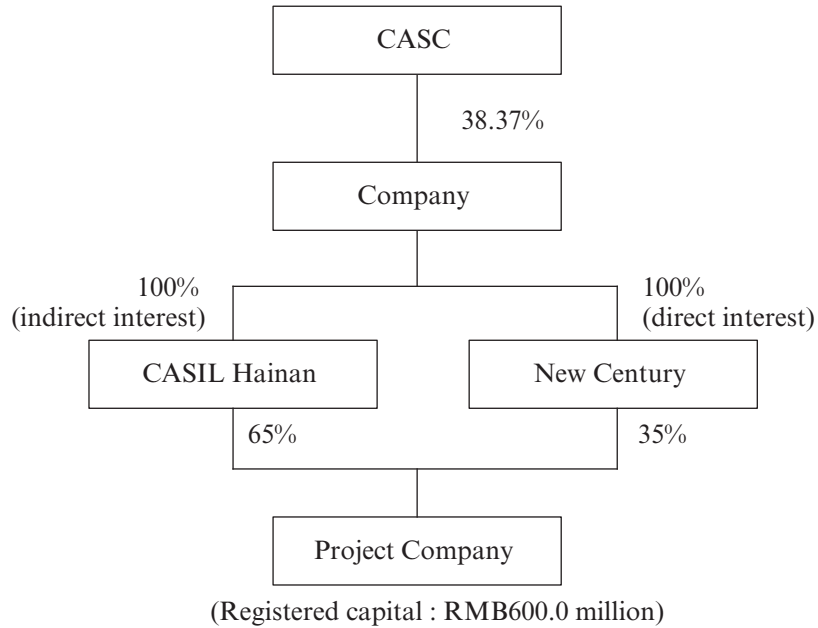 CASC
38.37%
Company
100%
(indirect interest)
100%
(direct interest)
CASIL Hainan
New Century
65%
35%
Project Company
(Registered capital : RMB600.0 million)